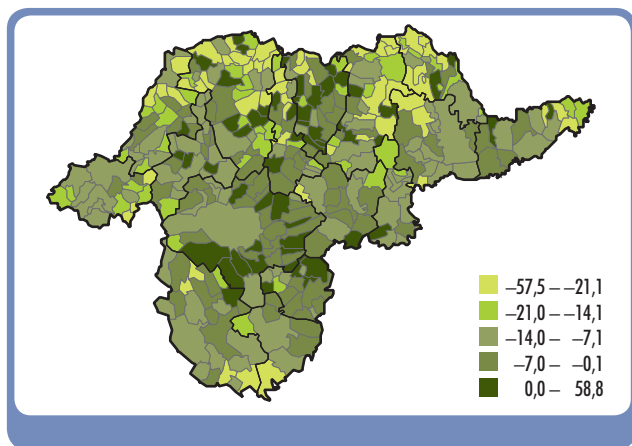 –57,5 – –21,1
–21,0 – –14,1
–14,0 – –7,1
–7,0 – –0,1
0,0 – 58,8